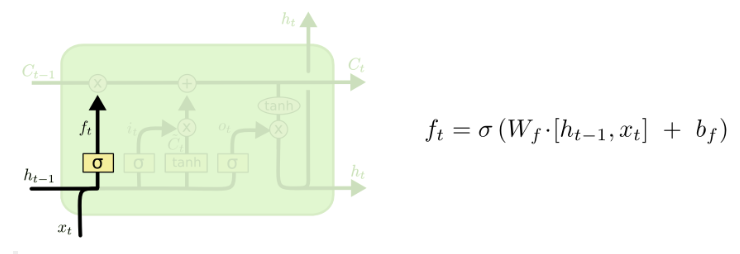 h_t
C_{t-1} × + C_t
tanh
f_t i_t C̃_t × o_t ×
σ σ tanh σ
h_{t-1} h_t
x_t
f_t = σ (W_f · [h_{t-1}, x_t] + b_f)